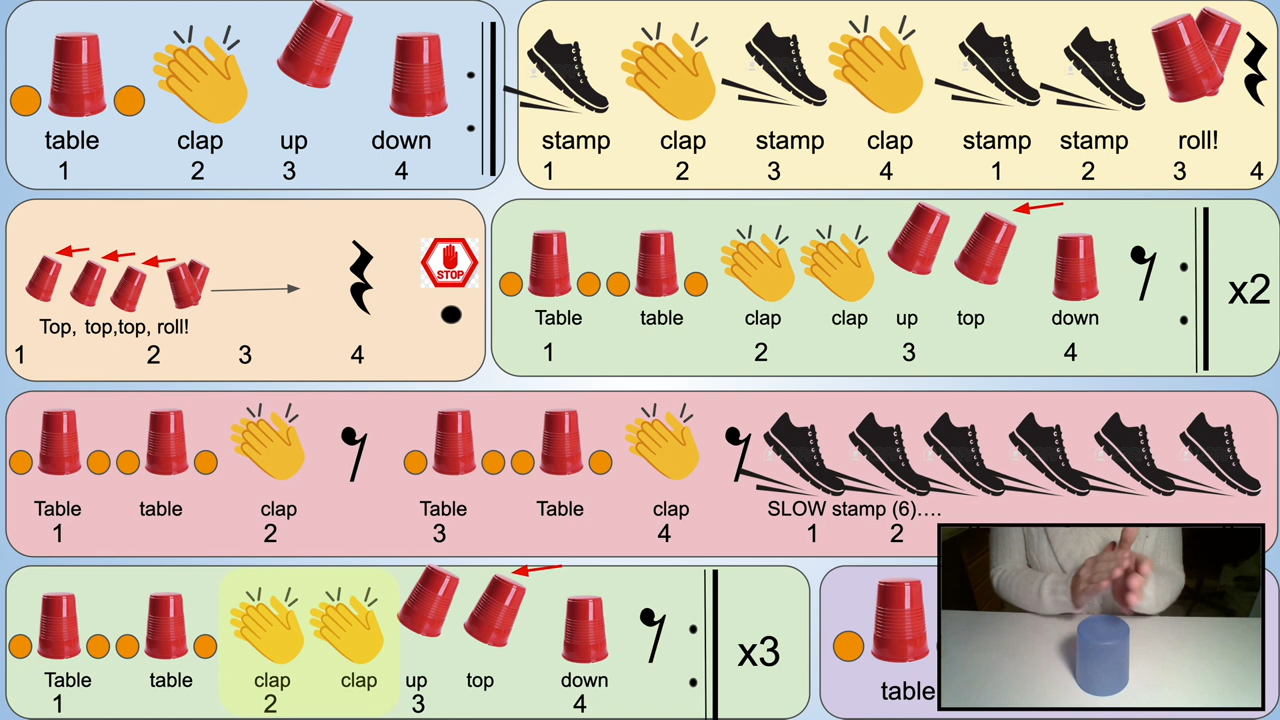 table clap up down
1 2 3 4
stamp clap stamp clap stamp stamp roll!
1 2 3 4 1 2 3 4
STOP
Top, top,top, roll!
1 2 3 4
x2
Table table clap clap up top down
1 2 3 4
Table table clap Table Table clap SLOW stamp (6)....
1 2 3 4 1 2
x3
Table table clap clap up top down
1 2 3 4
table